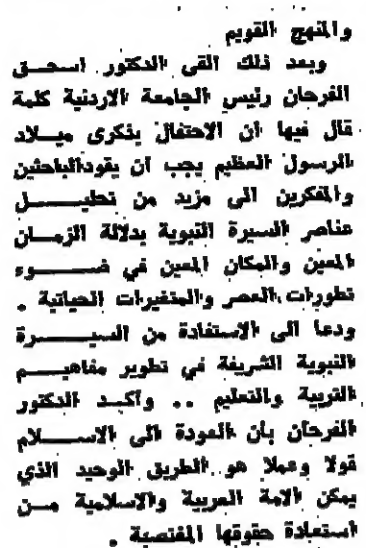 والمنهج القويم
وبعد ذلك القى الدكتور اسحق
الفرحان رئيس الجامعة الاردنية كلمة
قال فيها ان الاحتفال بذكرى ميلاد
الرسول العظيم يجب ان يقود الباحثين
والمفكرين الى مزيد من تحليل
عناصر السيرة النبوية بدلالة الزمان
المعين والمكان المعين في ضوء
تطورات العصر والمتغيرات الحياتية .
ودعا الى الاستفادة من السيرة
النبوية الشريفة في تطوير مفاهيم
التربية والتعليم .. وأكد الدكتور
الفرحان بأن العودة الى الاسلام
قولا وعملا هو الطريق الوحيد الذي
يمكن الامة العربية والاسلامية من
استعادة حقوقها المغتصبة .